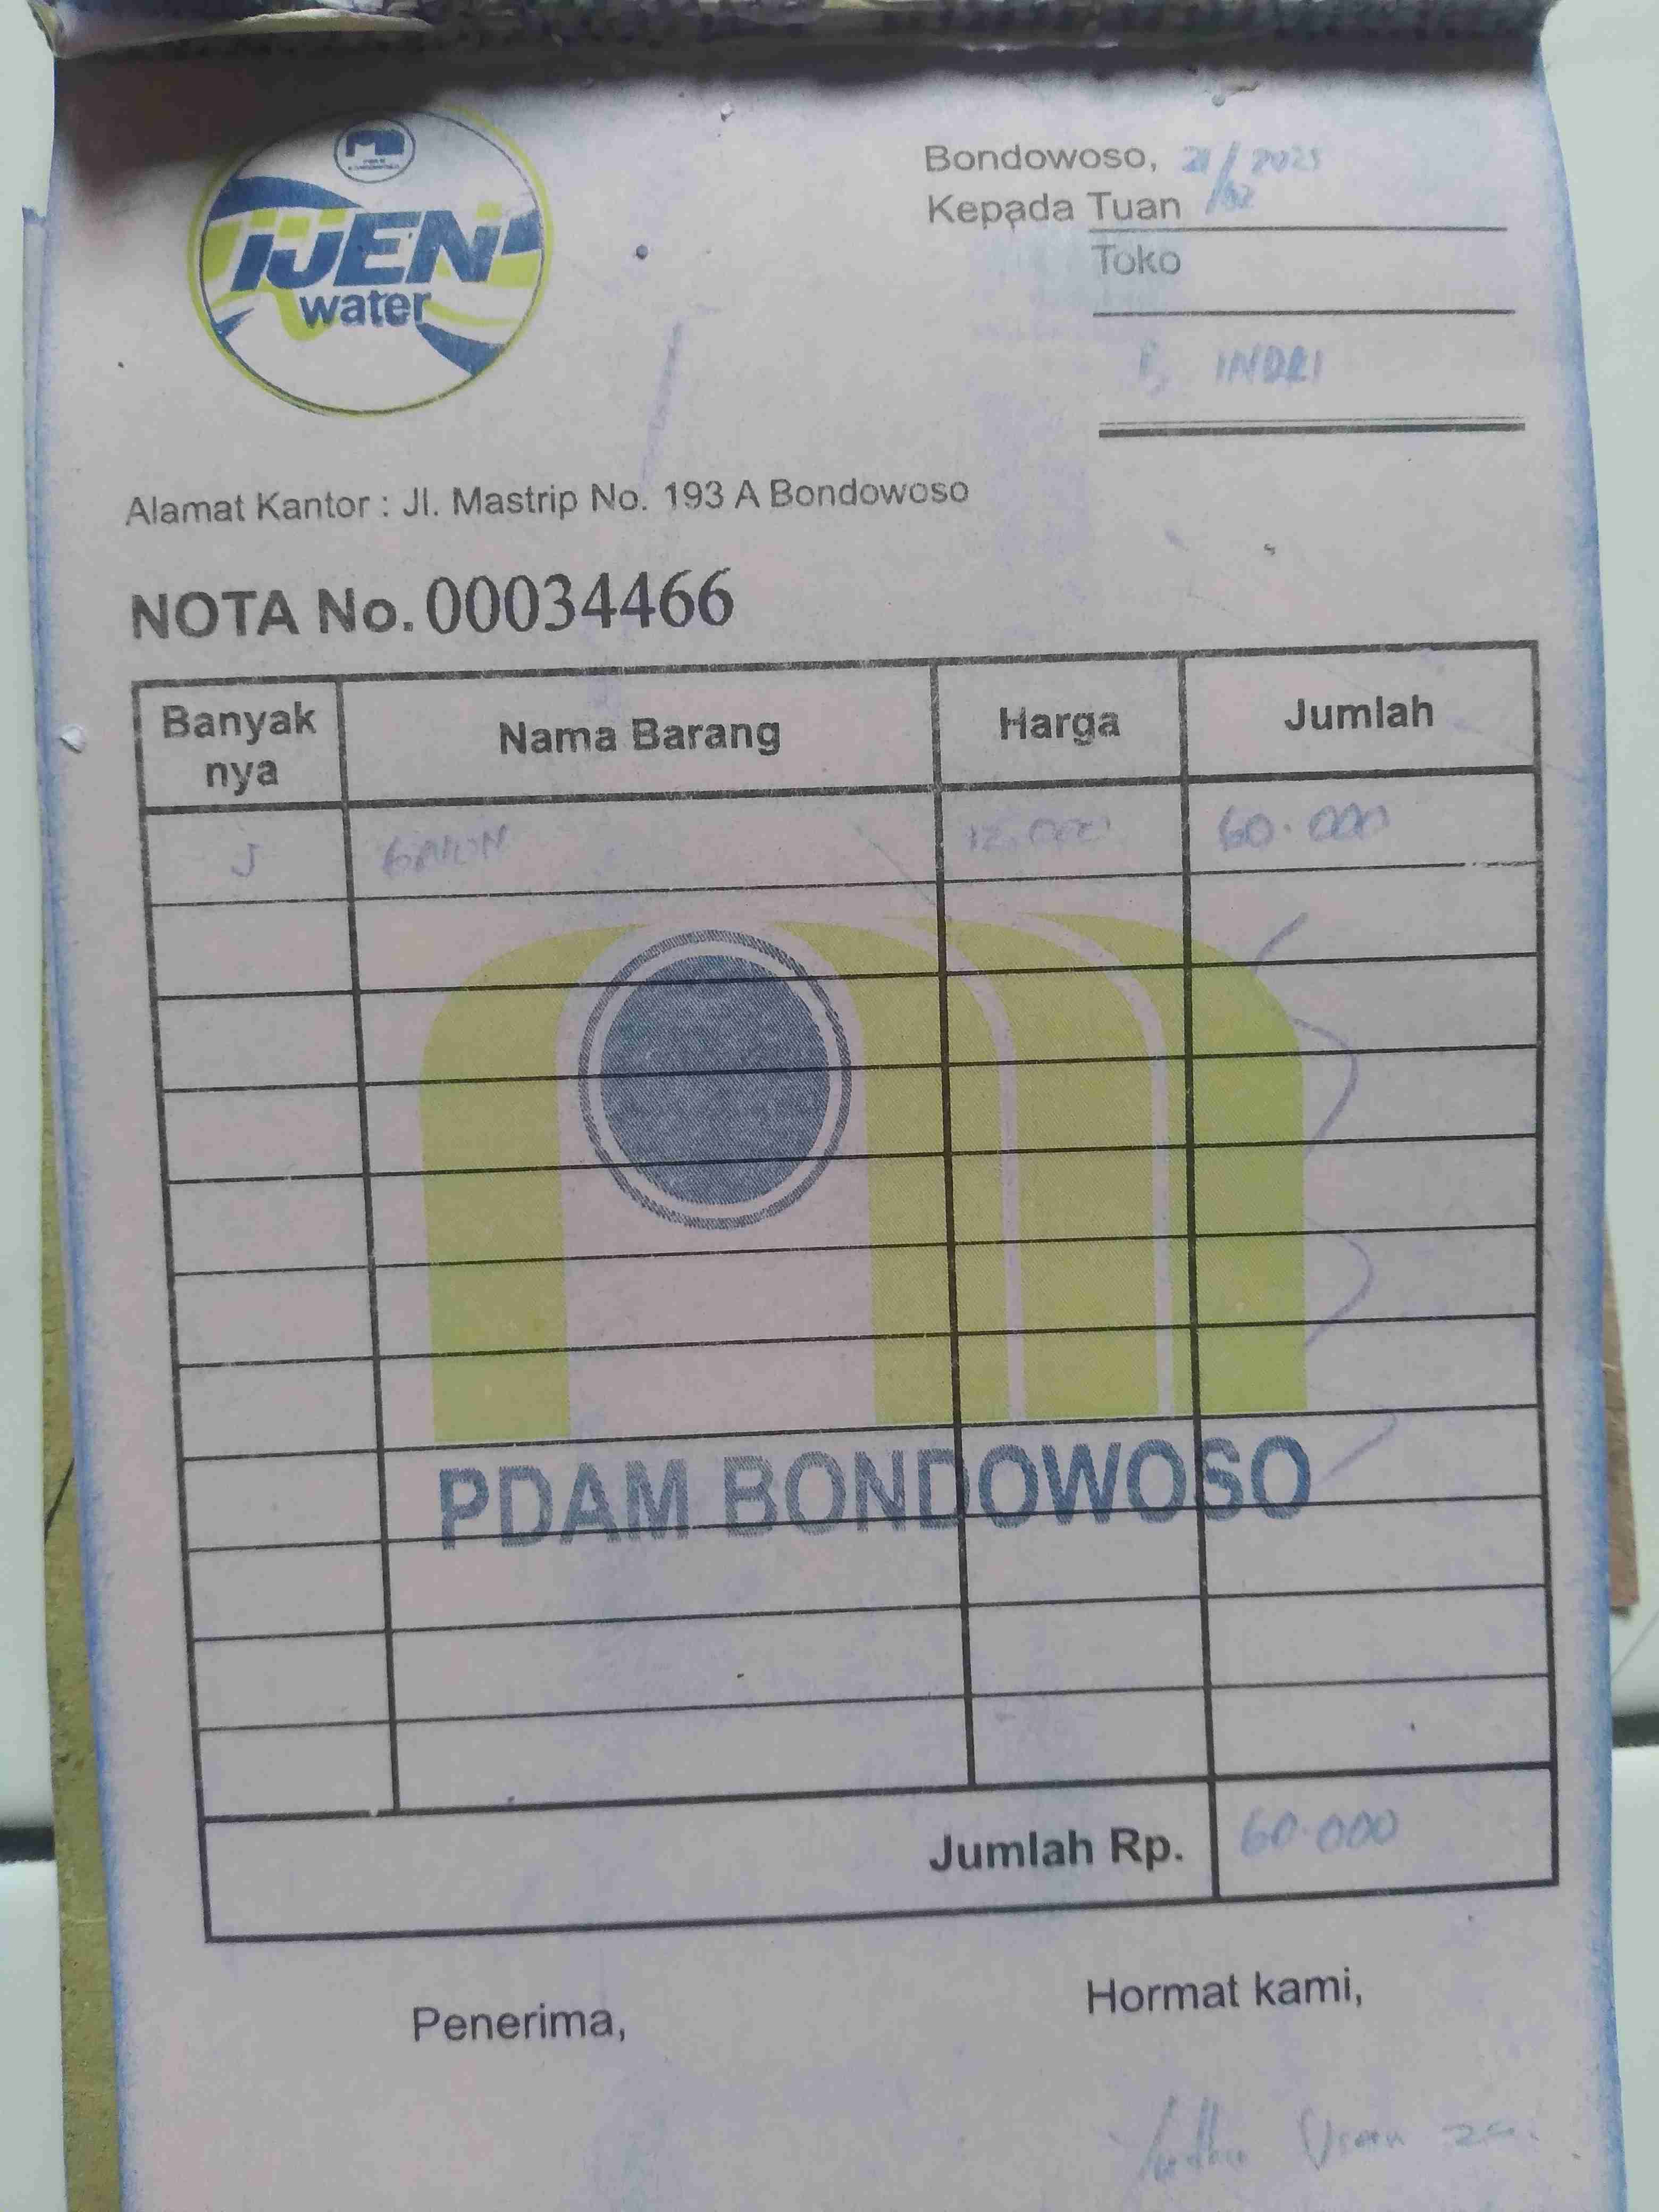 IJEN
water
Bondowoso, 21/02 2025
Kepada Tuan
Toko
INDRI
Alamat Kantor : Jl. Mastrip No. 193 A Bondowoso
NOTA No. 00034466
Banyak nya Nama Barang Harga Jumlah
5 GALON 12.000 60.000
PDAM BONDOWOSO
Jumlah Rp. 60.000
Penerima, Hormat kami,